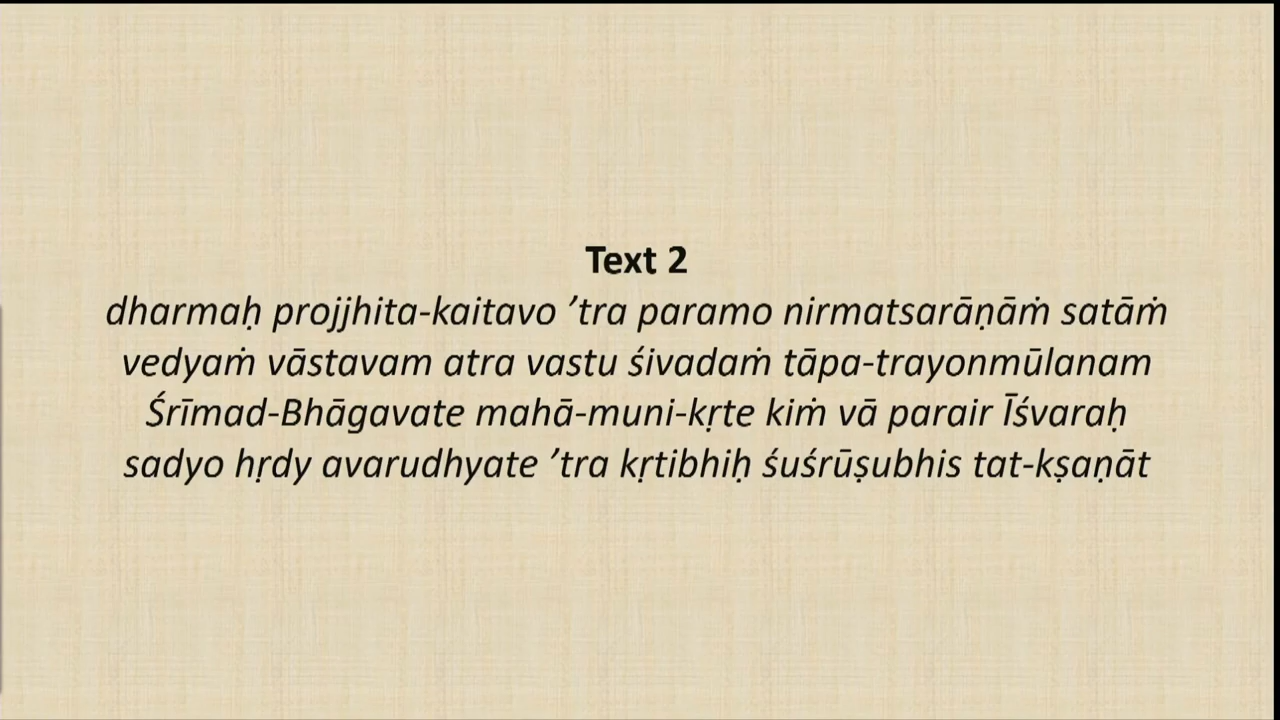 Text 2
dharmaḥ projjhita-kaitavo ’tra paramo nirmatsarāṇāṁ satāṁ
vedyaṁ vāstavam atra vastu śivadaṁ tāpa-trayonmūlanam
Śrīmad-Bhāgavate mahā-muni-kṛte kiṁ vā parair Īśvaraḥ
sadyo hṛdy avarudhyate ’tra kṛtibhiḥ śuśrūṣubhis tat-kṣaṇāt